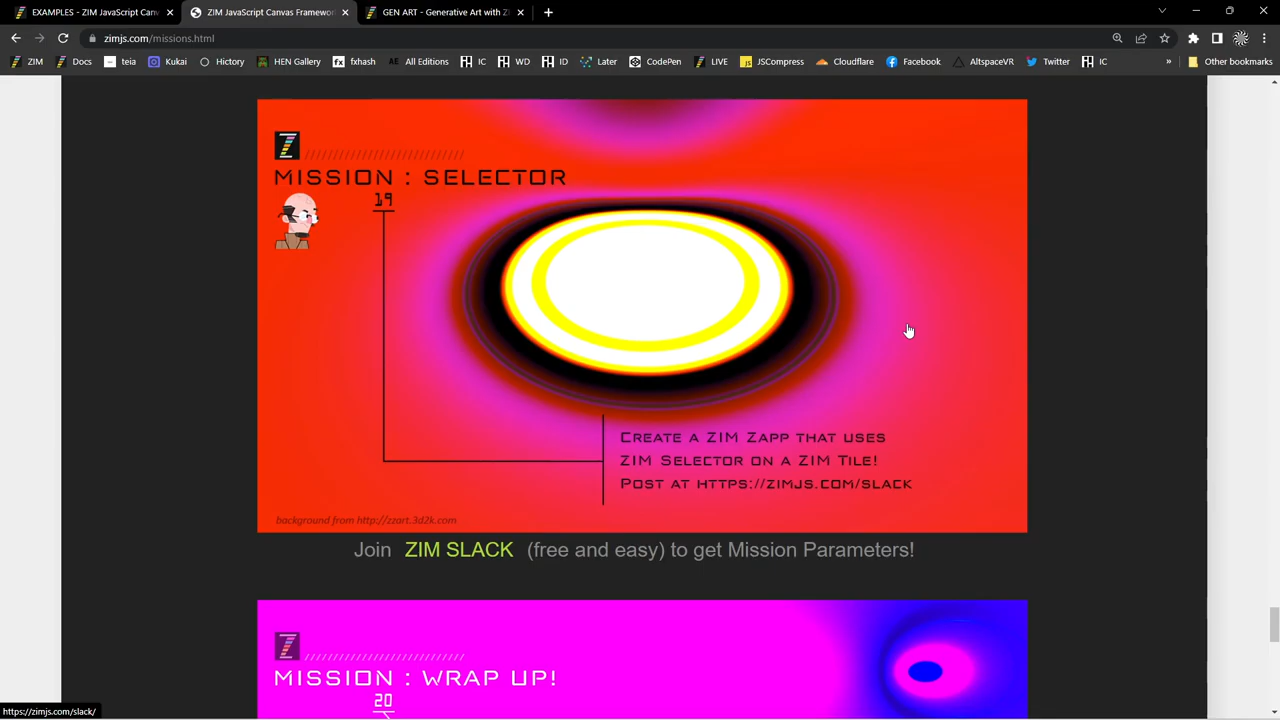 EXAMPLES - ZIM JavaScript Canv
ZIM JavaScript Canvas Framework
GEN ART - Generative Art with Z
zimjs.com/missions.html
ZIM
Docs
teia
Kukai
Hictory
HEN Gallery
fxhash
All Editions
IC
WD
ID
Later
CodePen
LIVE
JSCompress
Cloudflare
Facebook
AltspaceVR
Twitter
IC
»
Other bookmarks
MISSION : SELECTOR
19
CREATE A ZIM ZAPP THAT USES
ZIM SELECTOR ON A ZIM TILE!
POST AT HTTPS://ZIMJS.COM/SLACK
background from http://zzart.3d2k.com
Join ZIM SLACK (free and easy) to get Mission Parameters!
MISSION : WRAP UP!
20
https://zimjs.com/slack/